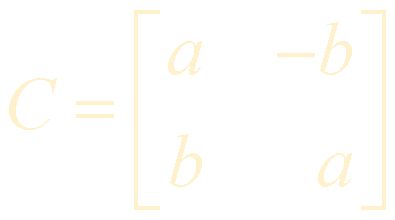 C = [ a −b
b a ]